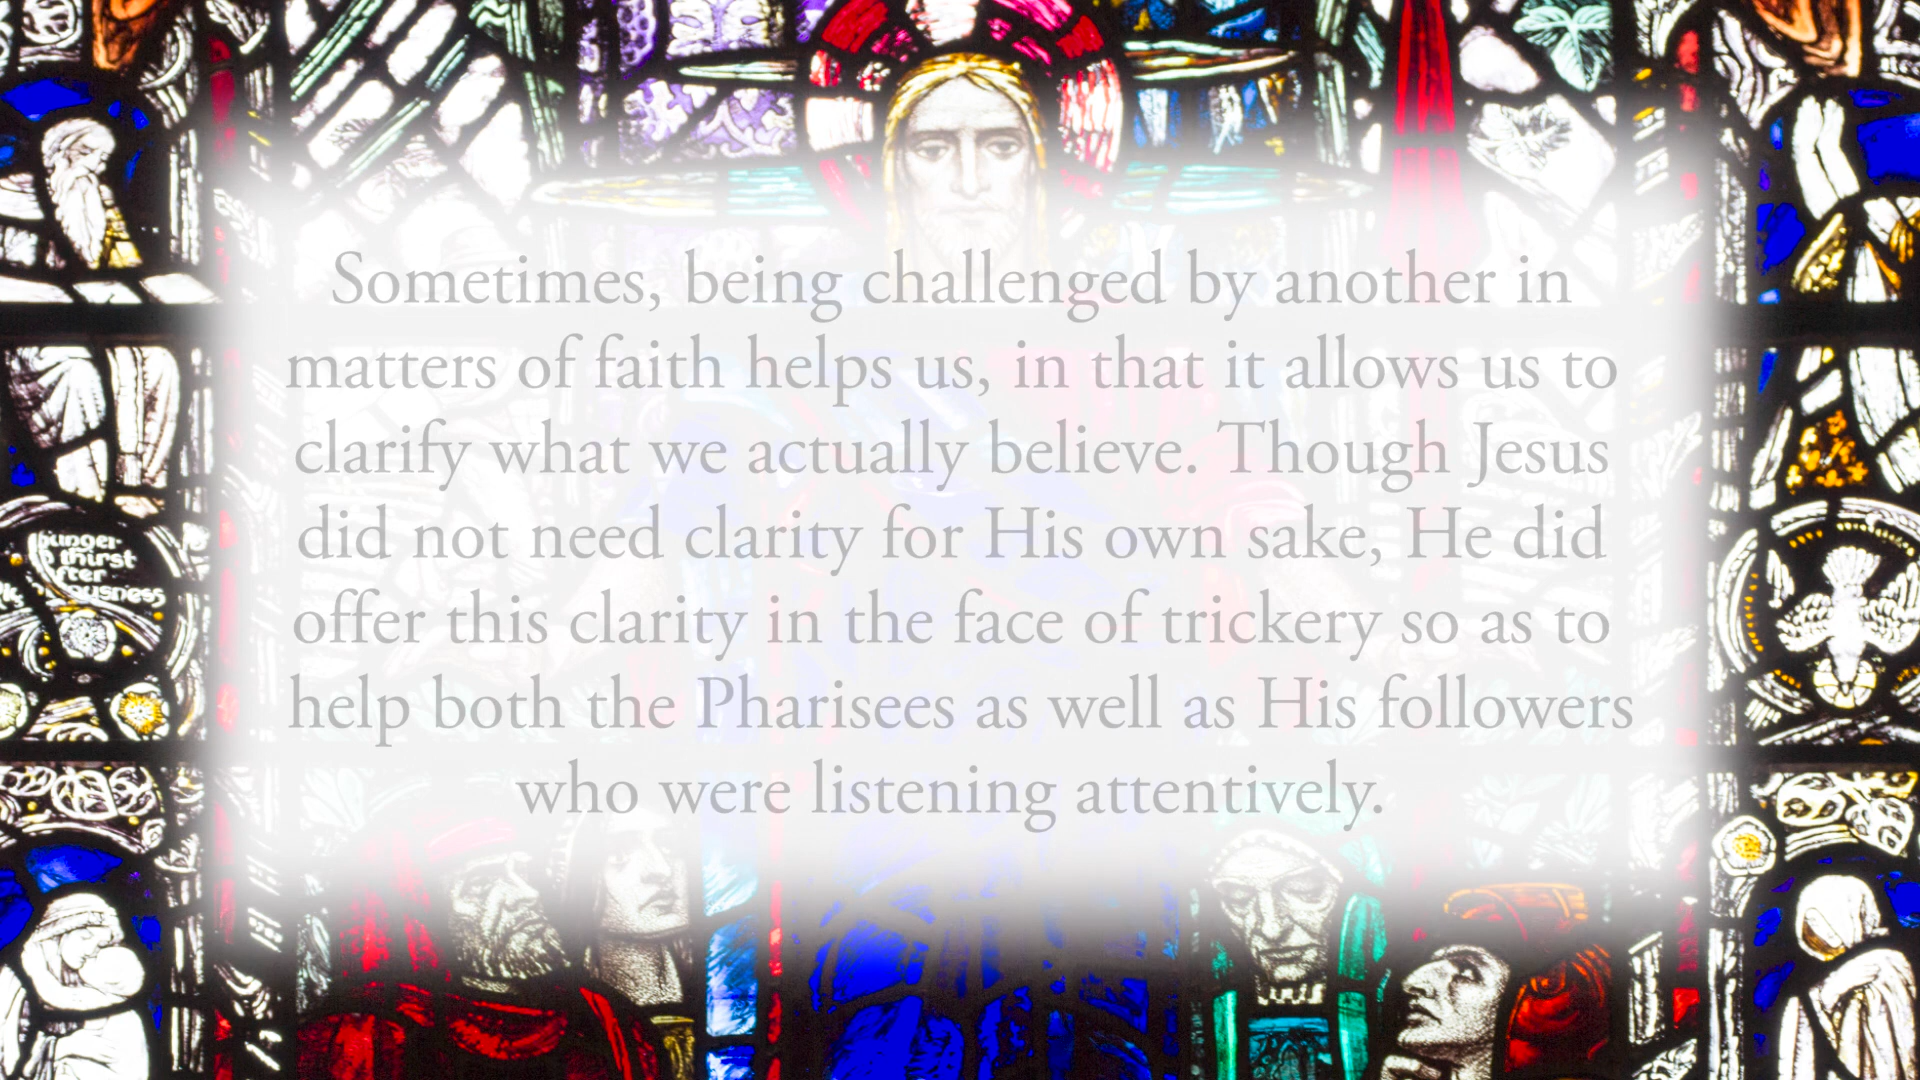 Sometimes, being challenged by another in
matters of faith helps us, in that it allows us to
clarify what we actually believe. Though Jesus
did not need clarity for His own sake, He did
offer this clarity in the face of trickery so as to
help both the Pharisees as well as His followers
who were listening attentively.
hunger
thirst